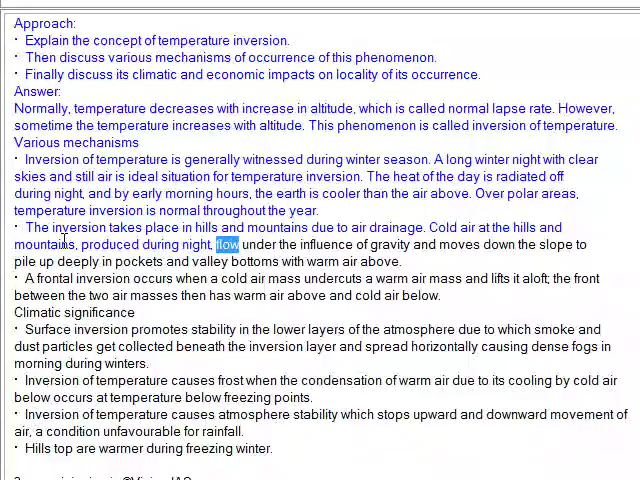 Approach:
· Explain the concept of temperature inversion.
· Then discuss various mechanisms of occurrence of this phenomenon.
· Finally discuss its climatic and economic impacts on locality of its occurrence.
Answer:
Normally, temperature decreases with increase in altitude, which is called normal lapse rate. However,
sometime the temperature increases with altitude. This phenomenon is called inversion of temperature.
Various mechanisms
· Inversion of temperature is generally witnessed during winter season. A long winter night with clear
skies and still air is ideal situation for temperature inversion. The heat of the day is radiated off
during night, and by early morning hours, the earth is cooler than the air above. Over polar areas,
temperature inversion is normal throughout the year.
· The inversion takes place in hills and mountains due to air drainage. Cold air at the hills and
mountains, produced during night, flow under the influence of gravity and moves down the slope to
pile up deeply in pockets and valley bottoms with warm air above.
· A frontal inversion occurs when a cold air mass undercuts a warm air mass and lifts it aloft; the front
between the two air masses then has warm air above and cold air below.
Climatic significance
· Surface inversion promotes stability in the lower layers of the atmosphere due to which smoke and
dust particles get collected beneath the inversion layer and spread horizontally causing dense fogs in
morning during winters.
· Inversion of temperature causes frost when the condensation of warm air due to its cooling by cold air
below occurs at temperature below freezing points.
· Inversion of temperature causes atmosphere stability which stops upward and downward movement of
air, a condition unfavourable for rainfall.
· Hills top are warmer during freezing winter.